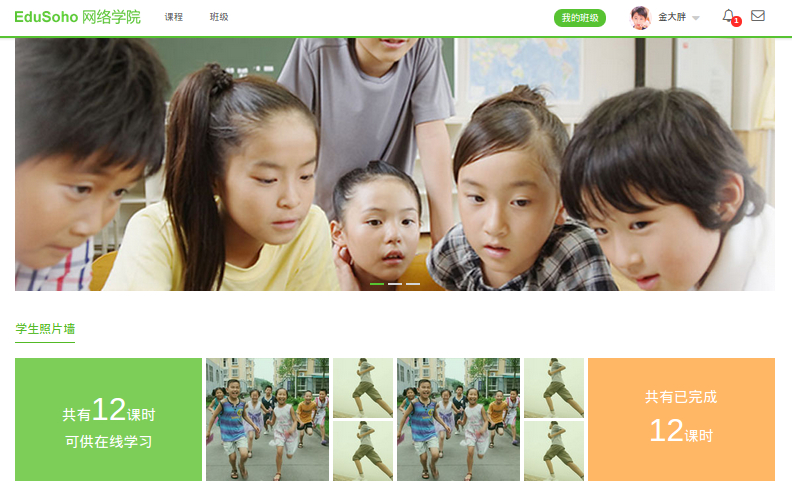 EduSoho 网络学院
课程
班级
我的班级
金大胖
1
学生照片墙
共有12课时
可供在线学习
共有已完成
12课时